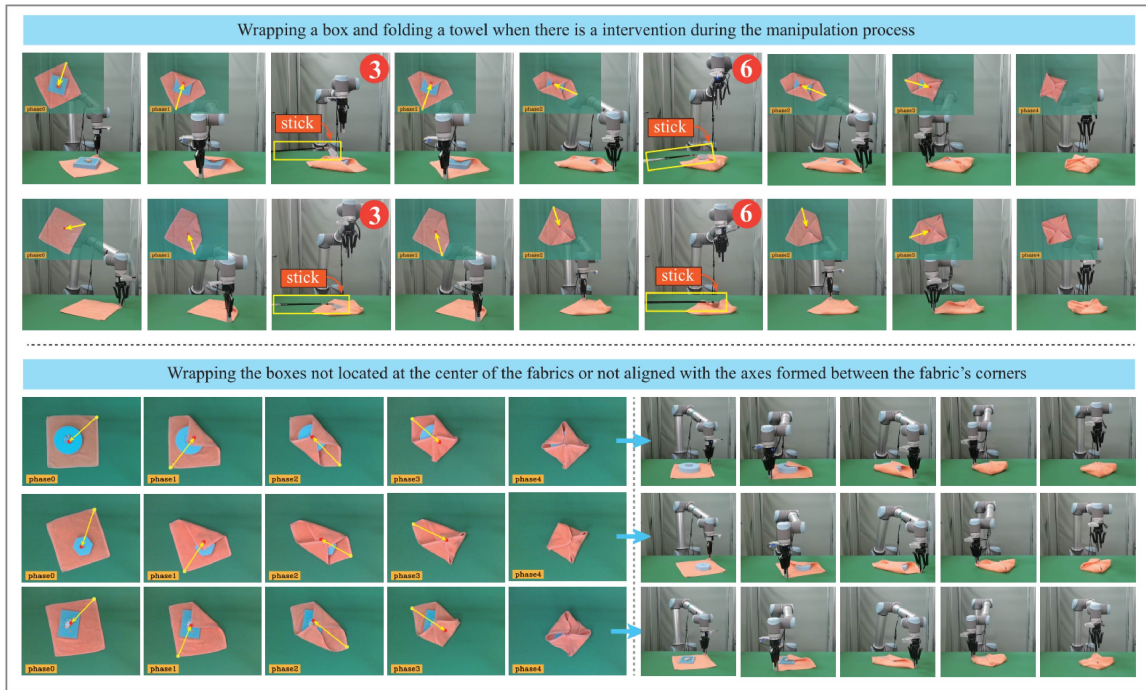 Wrapping a box and folding a towel when there is a intervention during the manipulation process
phase0
phase1
3
stick
phase1
phase2
6
stick
phase2
phase3
phase4
phase0
phase1
3
stick
phase1
phase2
6
stick
phase2
phase3
phase4
Wrapping the boxes not located at the center of the fabrics or not aligned with the axes formed between the fabric's corners
phase0
phase1
phase2
phase3
phase4
phase0
phase1
phase2
phase3
phase4
phase0
phase1
phase2
phase3
phase4